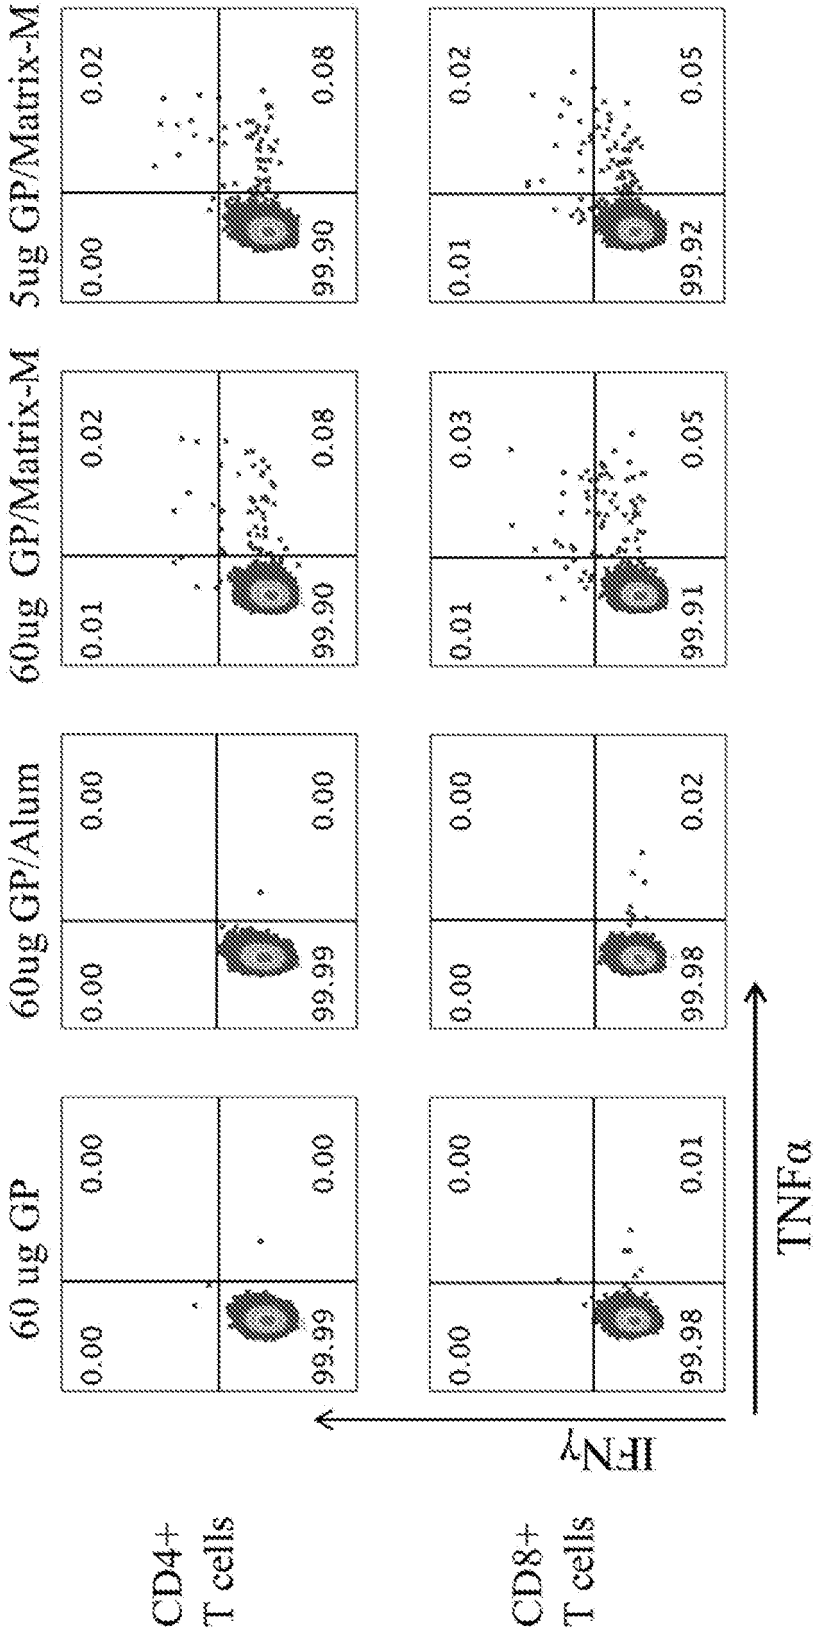 60 ug GP
60ug GP/Alum
60ug GP/Matrix-M
5ug GP/Matrix-M
CD4+
T cells
0.00 0.00
99.99 0.00
0.00 0.00
99.99 0.00
0.01 0.02
99.90 0.08
0.00 0.02
99.90 0.08
CD8+
T cells
0.00 0.00
99.98 0.01
0.00 0.00
99.98 0.02
0.01 0.03
99.91 0.05
0.01 0.02
99.92 0.05
IFNγ
TNFα